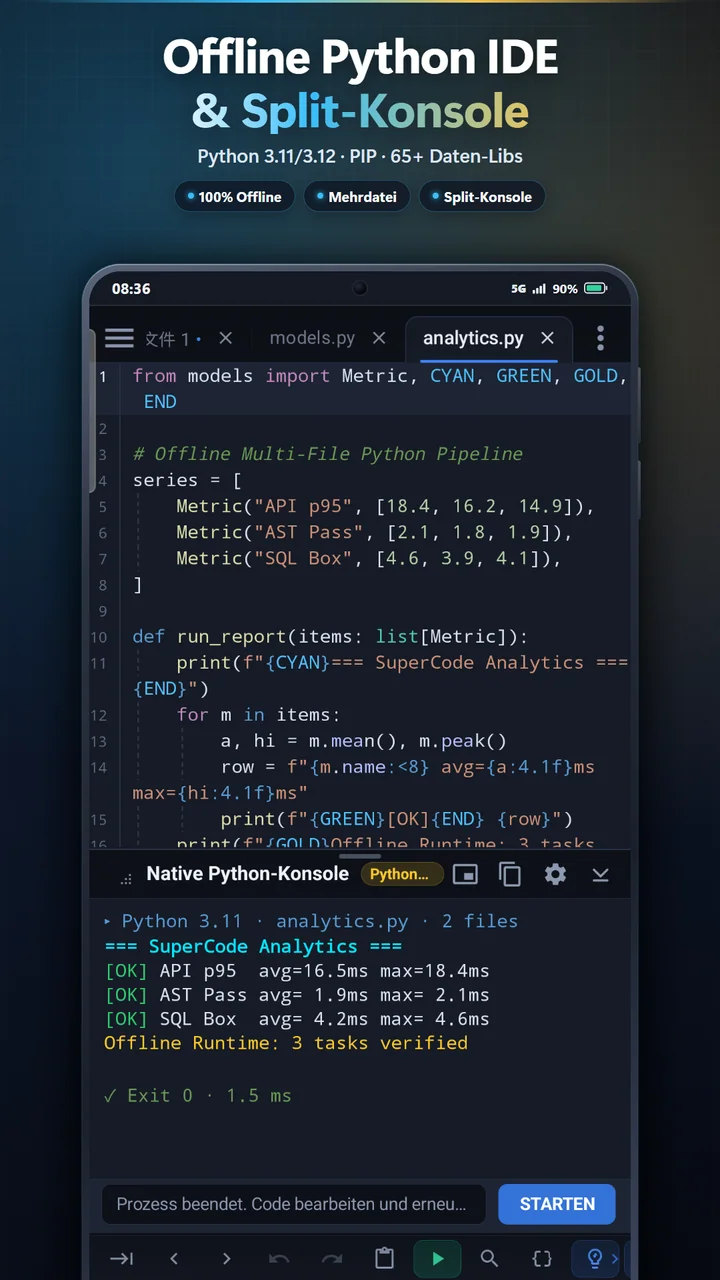 Offline Python IDE
& Split-Konsole
Python 3.11/3.12 · PIP · 65+ Daten-Libs
100% Offline
Mehrdatei
Split-Konsole
08:36
5G
90%
文件 1 •
models.py
analytics.py
1 from models import Metric, CYAN, GREEN, GOLD,
END
2
3 # Offline Multi-File Python Pipeline
4 series = [
5 Metric("API p95", [18.4, 16.2, 14.9]),
6 Metric("AST Pass", [2.1, 1.8, 1.9]),
7 Metric("SQL Box", [4.6, 3.9, 4.1]),
8 ]
9
10 def run_report(items: list[Metric]):
11 print(f"{CYAN}=== SuperCode Analytics ===
{END}")
12 for m in items:
13 a, hi = m.mean(), m.peak()
14 row = f"{m.name:<8} avg={a:4.1f}ms
max={hi:4.1f}ms"
15 print(f"{GREEN}[OK]{END} {row}")
16 print(f"{GOLD}Offline Runtime: 3 tasks
Native Python-Konsole
Python...
▸ Python 3.11 · analytics.py · 2 files
=== SuperCode Analytics ===
[OK] API p95 avg=16.5ms max=18.4ms
[OK] AST Pass avg= 1.9ms max= 2.1ms
[OK] SQL Box avg= 4.2ms max= 4.6ms
Offline Runtime: 3 tasks verified
✓ Exit 0 · 1.5 ms
Prozess beendet. Code bearbeiten und erneu...
STARTEN